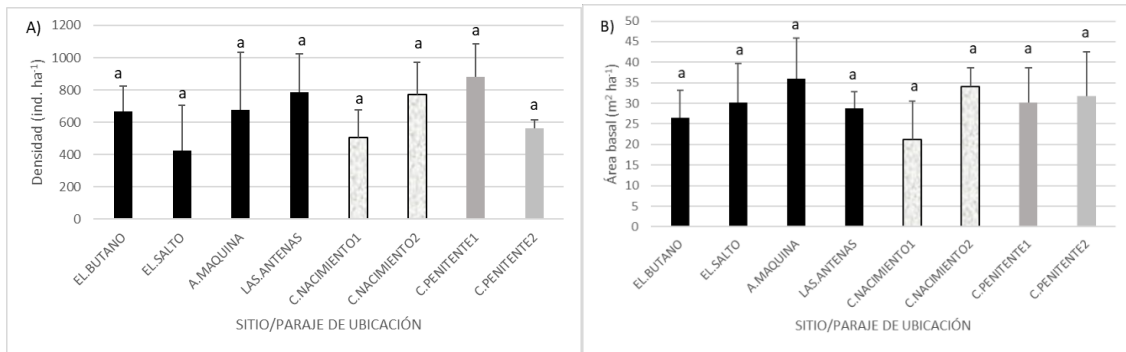 A)
Densidad (ind. ha-1)
1200
1000
800
600
400
200
0
a
a
a
a
a
a
a
a
EL.BUTANO
EL.SALTO
A.MAQUINA
LAS.ANTENAS
C.NACIMIENTO1
C.NACIMIENTO2
C.PENITENTE1
C.PENITENTE2
SITIO/PARAJE DE UBICACIÓN
B)
Área basal (m2 ha-1)
50
45
40
35
30
25
20
15
10
5
0
a
a
a
a
a
a
a
a
EL.BUTANO
EL.SALTO
A.MAQUINA
LAS.ANTENAS
C.NACIMIENTO1
C.NACIMIENTO2
C.PENITENTE1
C.PENITENTE2
SITIO/PARAJE DE UBICACIÓN